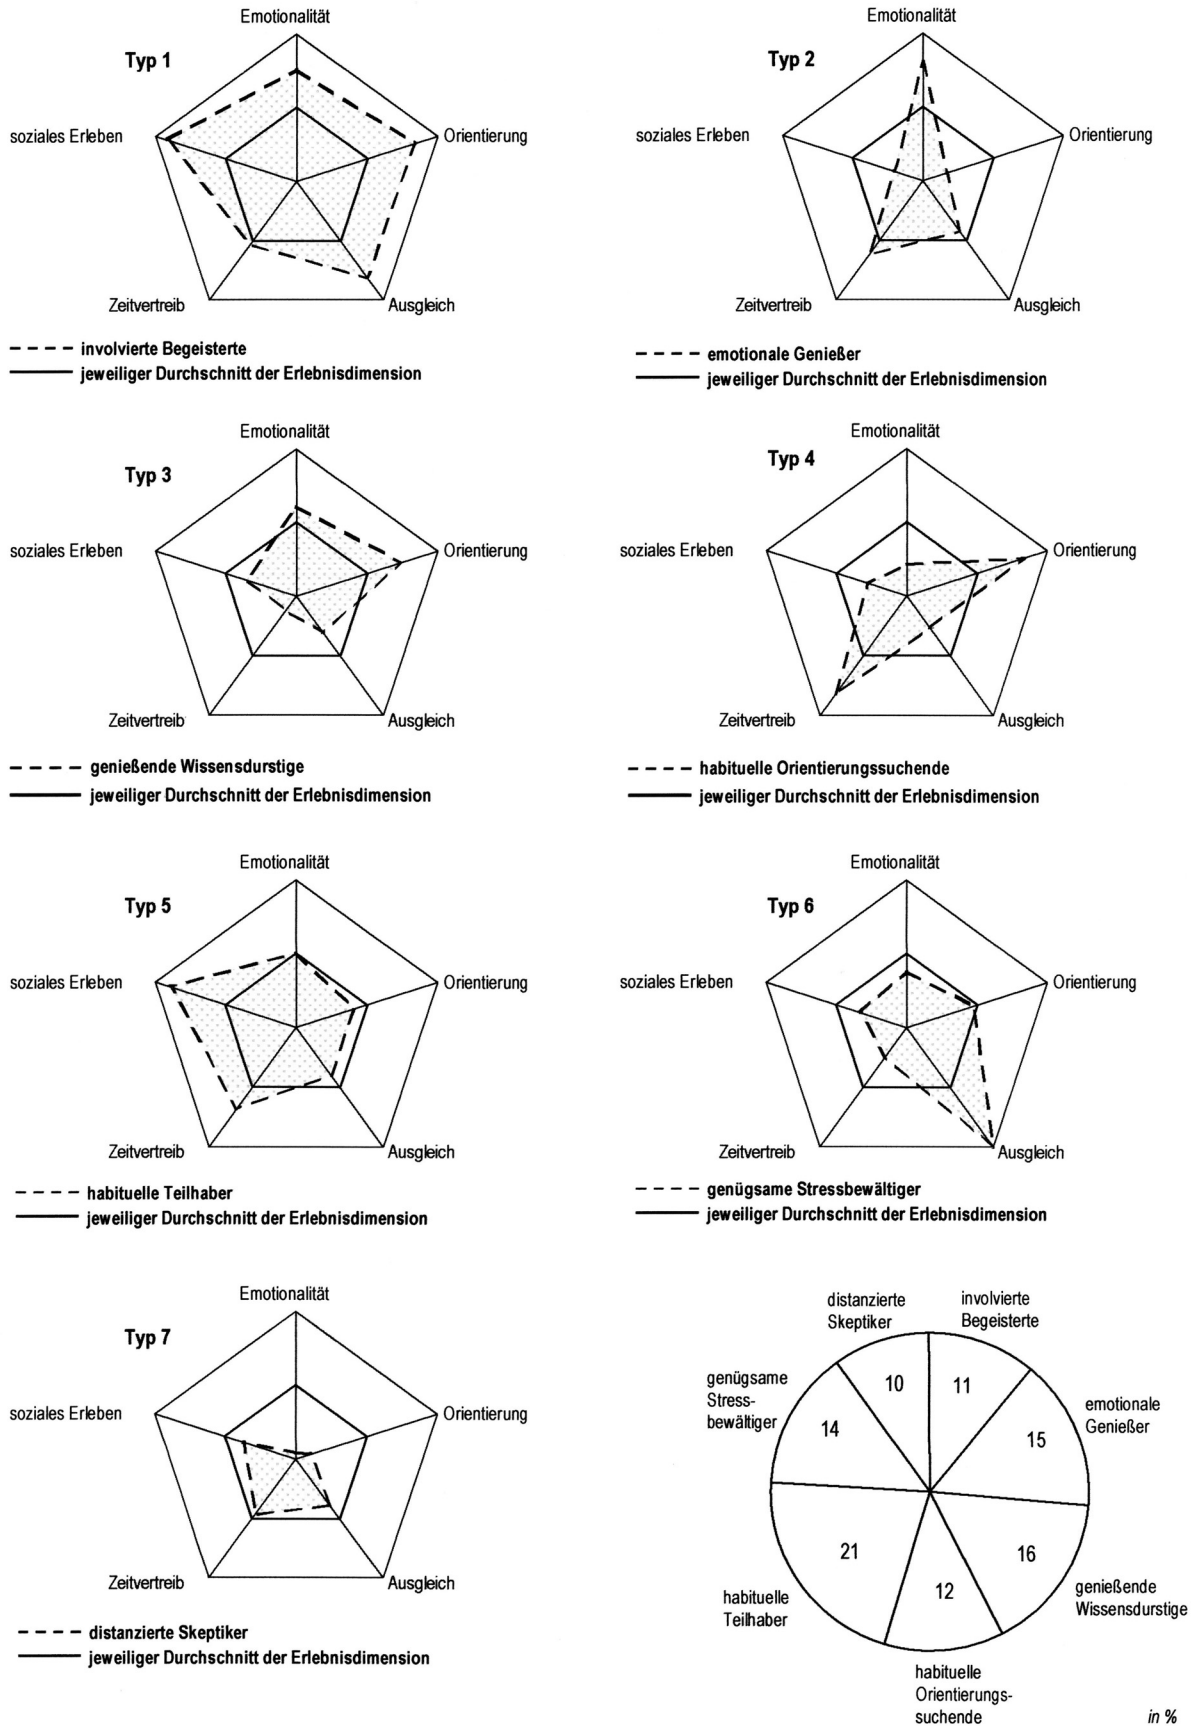 Emotionalität
Typ 1
soziales Erleben
Orientierung
Zeitvertreib
Ausgleich
involvierte Begeisterte
jeweiliger Durchschnitt der Erlebnisdimension
Emotionalität
Typ 2
soziales Erleben
Orientierung
Zeitvertreib
Ausgleich
emotionale Genießer
jeweiliger Durchschnitt der Erlebnisdimension
Emotionalität
Typ 3
soziales Erleben
Orientierung
Zeitvertreib
Ausgleich
genießende Wissensdurstige
jeweiliger Durchschnitt der Erlebnisdimension
Emotionalität
Typ 4
soziales Erleben
Orientierung
Zeitvertreib
Ausgleich
habituelle Orientierungssuchende
jeweiliger Durchschnitt der Erlebnisdimension
Emotionalität
Typ 5
soziales Erleben
Orientierung
Zeitvertreib
Ausgleich
habituelle Teilhaber
jeweiliger Durchschnitt der Erlebnisdimension
Emotionalität
Typ 6
soziales Erleben
Orientierung
Zeitvertreib
Ausgleich
genügsame Stressbewältiger
jeweiliger Durchschnitt der Erlebnisdimension
Emotionalität
Typ 7
soziales Erleben
Orientierung
Zeitvertreib
Ausgleich
distanzierte Skeptiker
jeweiliger Durchschnitt der Erlebnisdimension
distanzierte
Skeptiker
10
involvierte
Begeisterte
11
emotionale
Genießer
15
genießende
Wissensdurstige
16
habituelle
Orientierungs-
suchende
12
habituelle
Teilhaber
21
genügsame
Stress-
bewältiger
14
in %